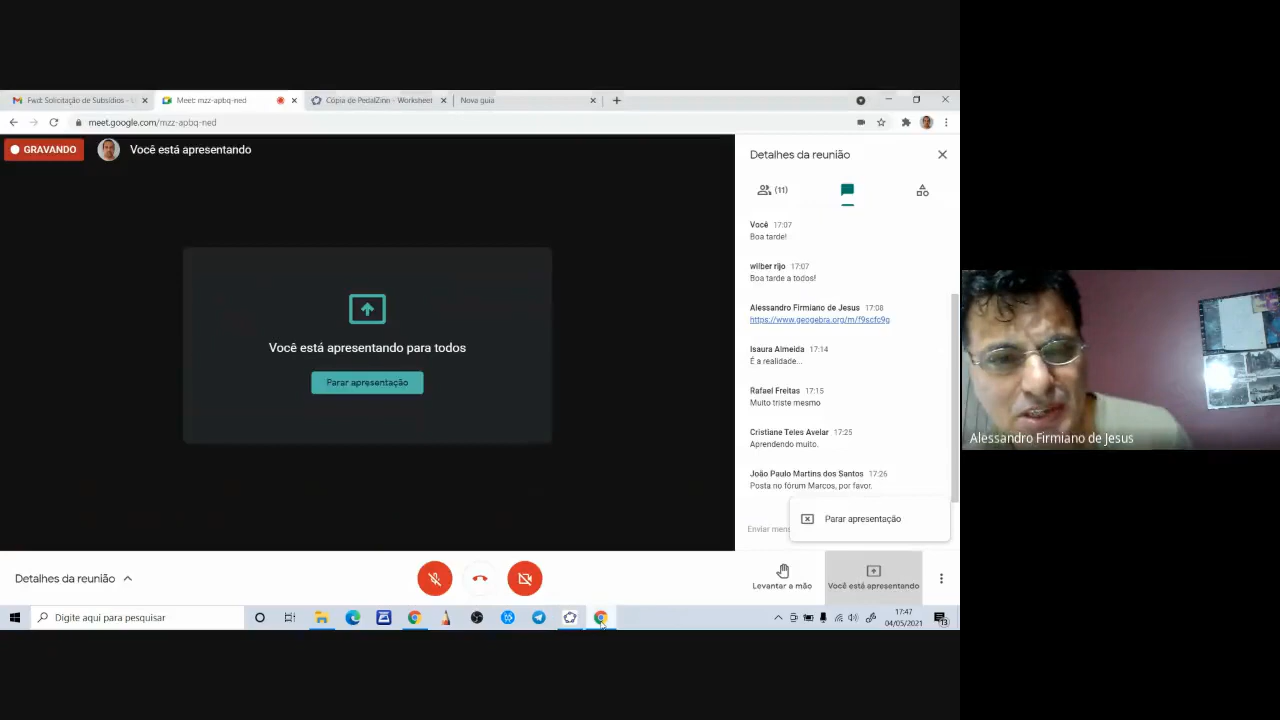 Fwd: Solicitação de Subsídios -
Meet: mzz-apbq-ned
Cópia de PedalZinn - Worksheet
Nova guia
meet.google.com/mzz-apbq-ned
GRAVANDO
Você está apresentando
Detalhes da reunião
(11)
Você 17:07
Boa tarde!
wilber rijo 17:07
Boa tarde a todos!
Alessandro Firmiano de Jesus 17:08
https://www.geogebra.org/m/f9scfc9g
Isaura Almeida 17:14
É a realidade...
Rafael Freitas 17:15
Muito triste mesmo
Cristiane Teles Avelar 17:25
Aprendendo muito.
João Paulo Martins dos Santos 17:26
Posta no fórum Marcos, por favor.
Você está apresentando para todos
Parar apresentação
Enviar mens
Parar apresentação
Detalhes da reunião
Levantar a mão
Você está apresentando
Digite aqui para pesquisar
17:47
04/05/2021
13
Alessandro Firmiano de Jesus